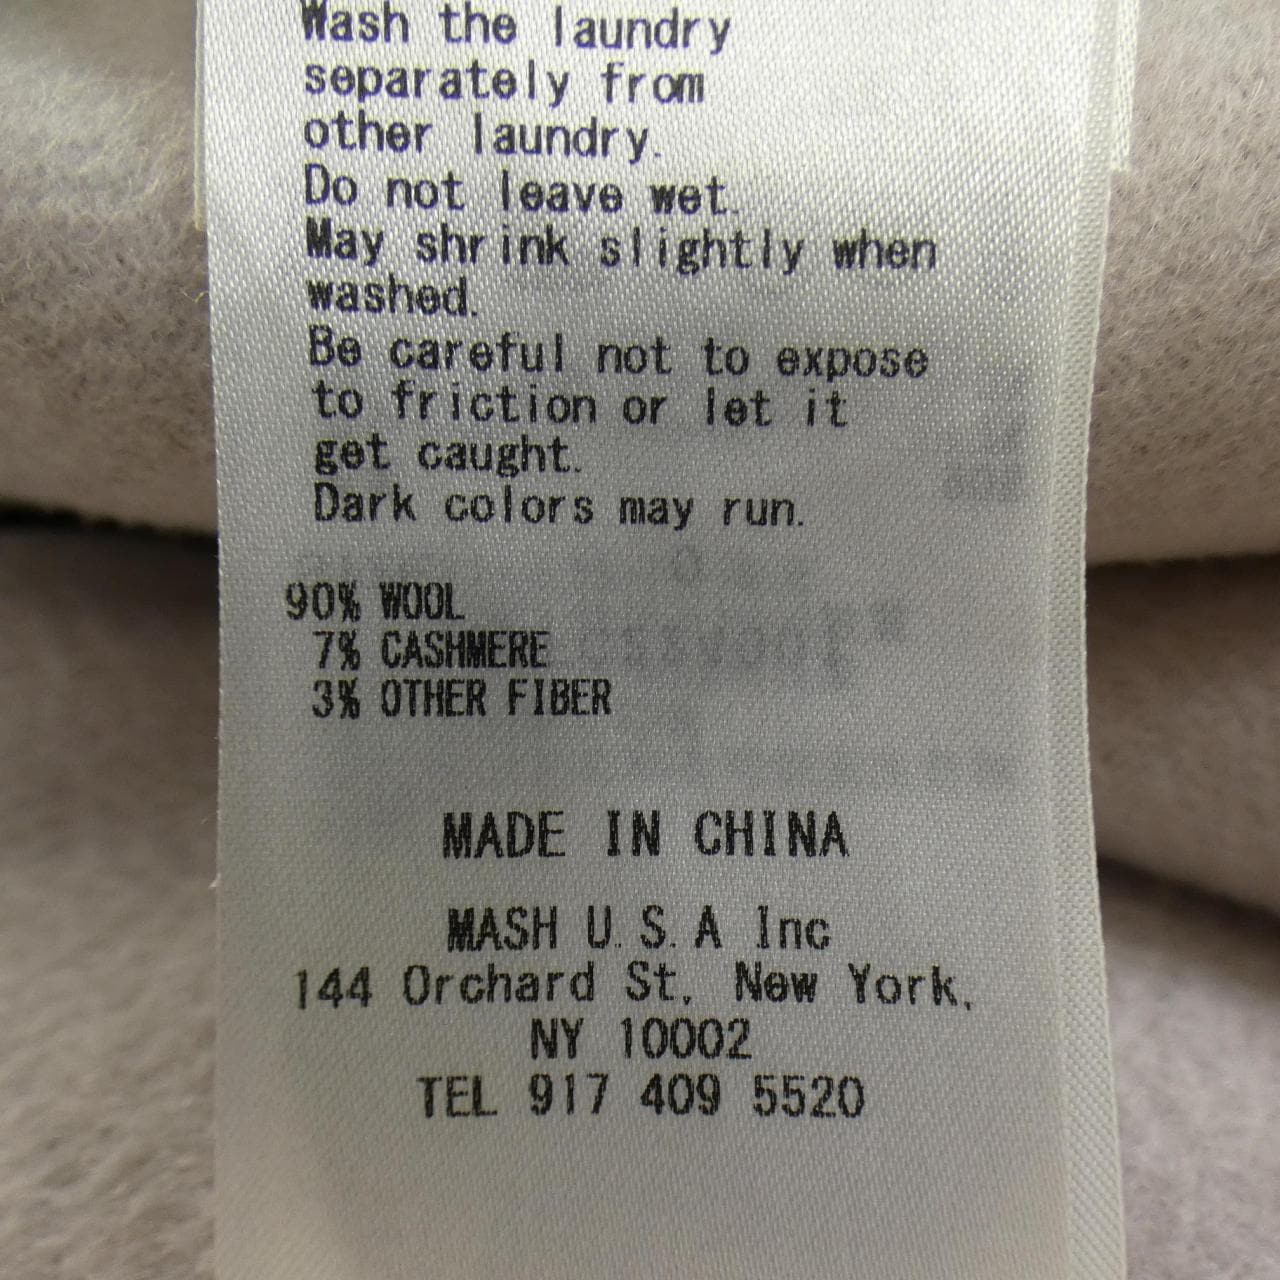 Wash the laundry
separately from
other laundry.
Do not leave wet.
May shrink slightly when
washed.
Be careful not to expose
to friction or let it
get caught.
Dark colors may run.
90% WOOL
7% CASHMERE
3% OTHER FIBER
MADE IN CHINA
MASH U.S.A Inc
144 Orchard St, New York,
NY 10002
TEL 917 409 5520